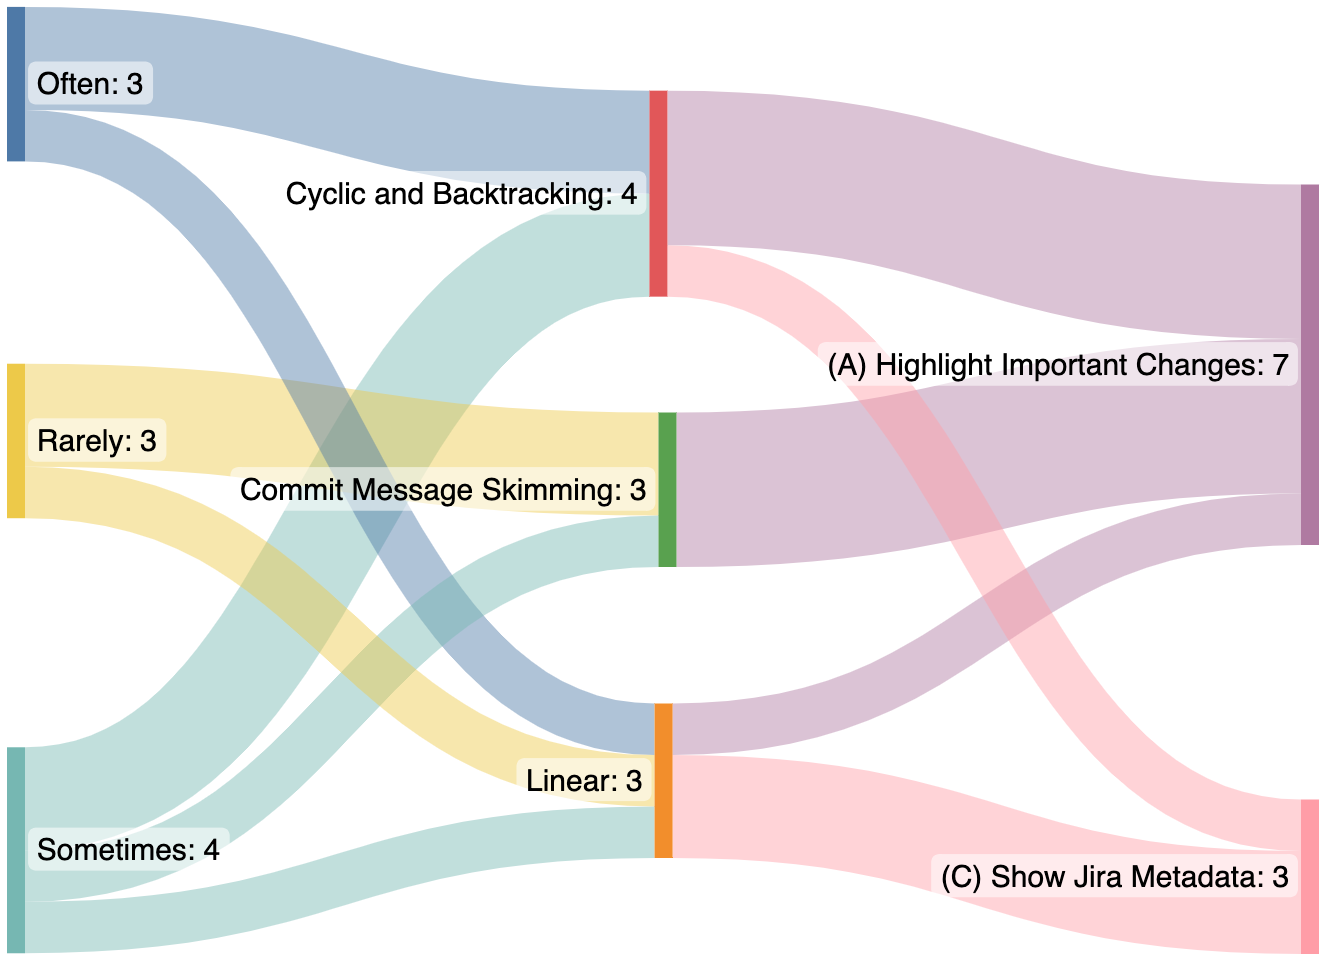 Often: 3
Cyclic and Backtracking: 4
(A) Highlight Important Changes: 7
Rarely: 3
Commit Message Skimming: 3
Linear: 3
Sometimes: 4
(C) Show Jira Metadata: 3